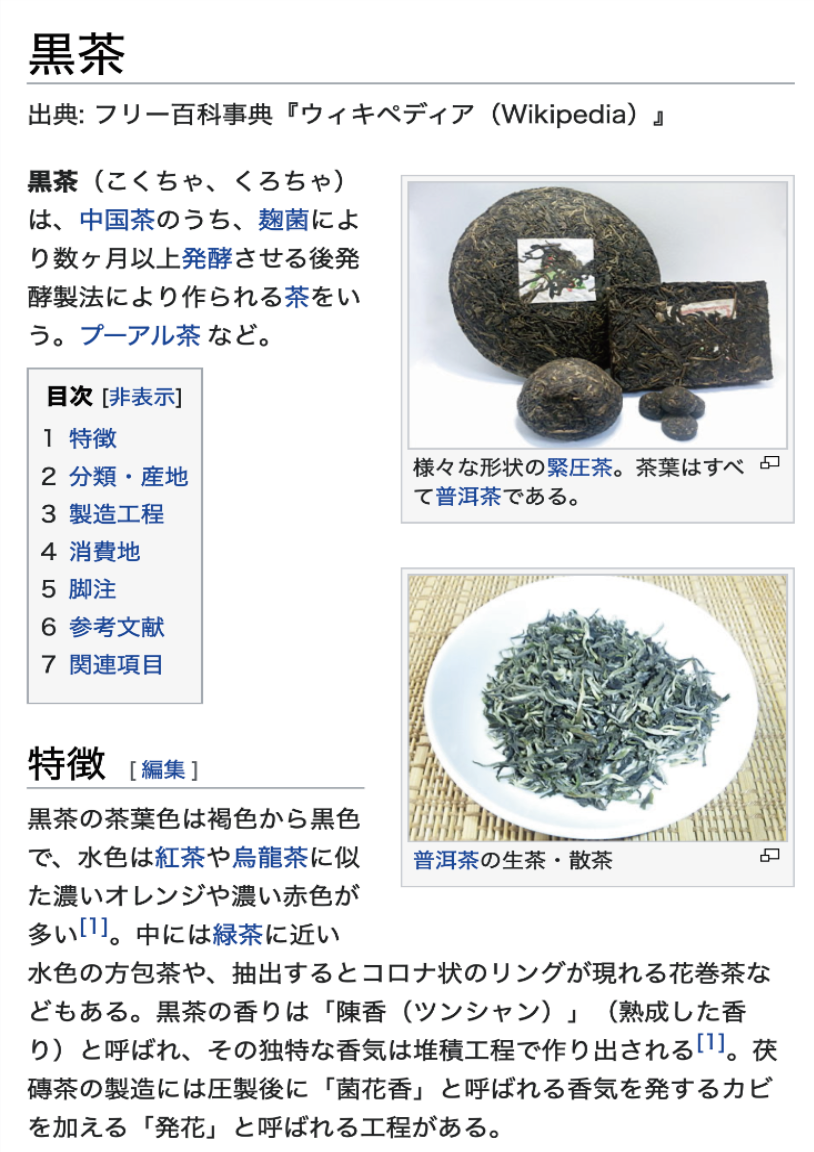 黒茶
出典: フリー百科事典『ウィキペディア（Wikipedia）』
黒茶（こくちゃ、くろちゃ）
は、中国茶のうち、麹菌によ
り数ヶ月以上発酵させる後発
酵製法により作られる茶をい
う。プーアル茶 など。
様々な形状の緊圧茶。茶葉はすべ
て普洱茶である。
目次 [非表示]
1 特徴
2 分類・産地
3 製造工程
4 消費地
5 脚注
6 参考文献
7 関連項目
普洱茶の生茶・散茶
特徴 [ 編集 ]
黒茶の茶葉色は褐色から黒色
で、水色は紅茶や烏龍茶に似
た濃いオレンジや濃い赤色が
多い[1]。中には緑茶に近い
水色の方包茶や、抽出するとコロナ状のリングが現れる花巻茶な
どもある。黒茶の香りは「陳香（ツンシャン）」（熟成した香
り）と呼ばれ、その独特な香気は堆積工程で作り出される[1]。茯
磚茶の製造には圧製後に「菌花香」と呼ばれる香気を発するカビ
を加える「発花」と呼ばれる工程がある。